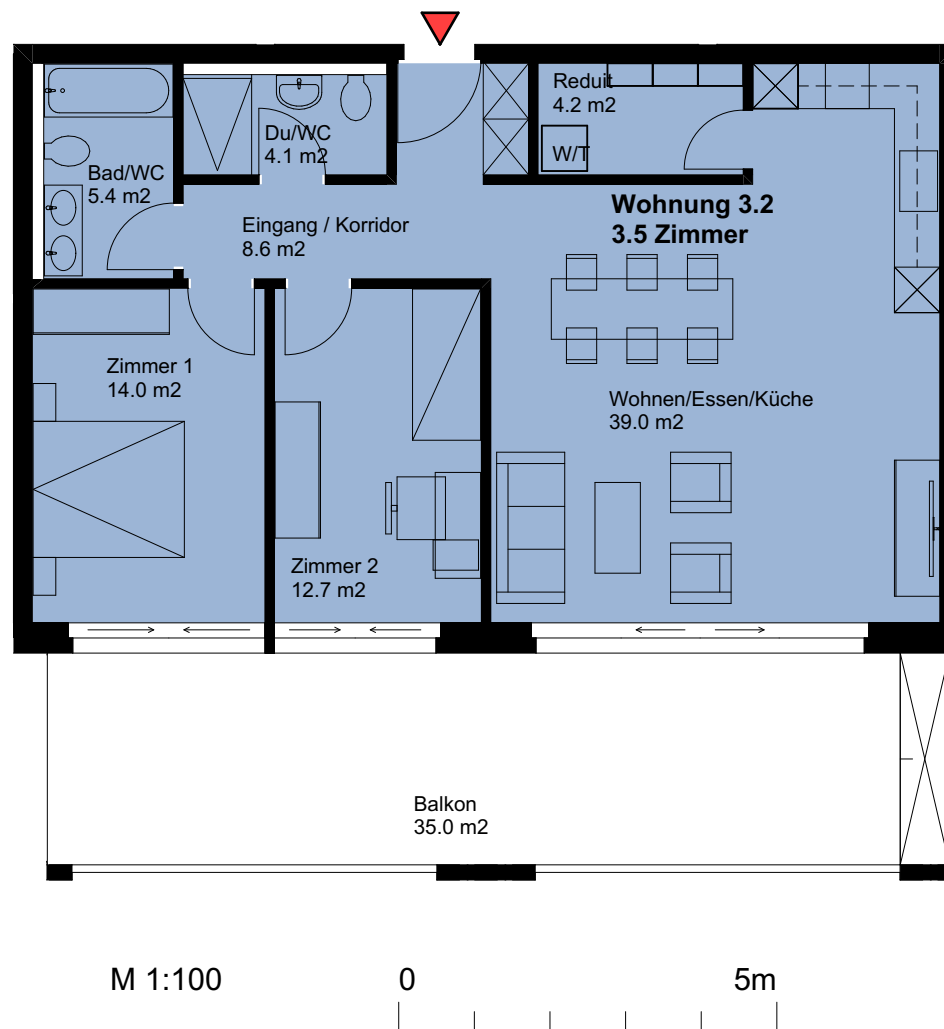 Reduit
4.2 m2
W/T
Du/WC
4.1 m2
Bad/WC
5.4 m2
Eingang / Korridor
8.6 m2
Wohnung 3.2
3.5 Zimmer
Zimmer 1
14.0 m2
Wohnen/Essen/Küche
39.0 m2
Zimmer 2
12.7 m2
Balkon
35.0 m2
M 1:100 0 5m